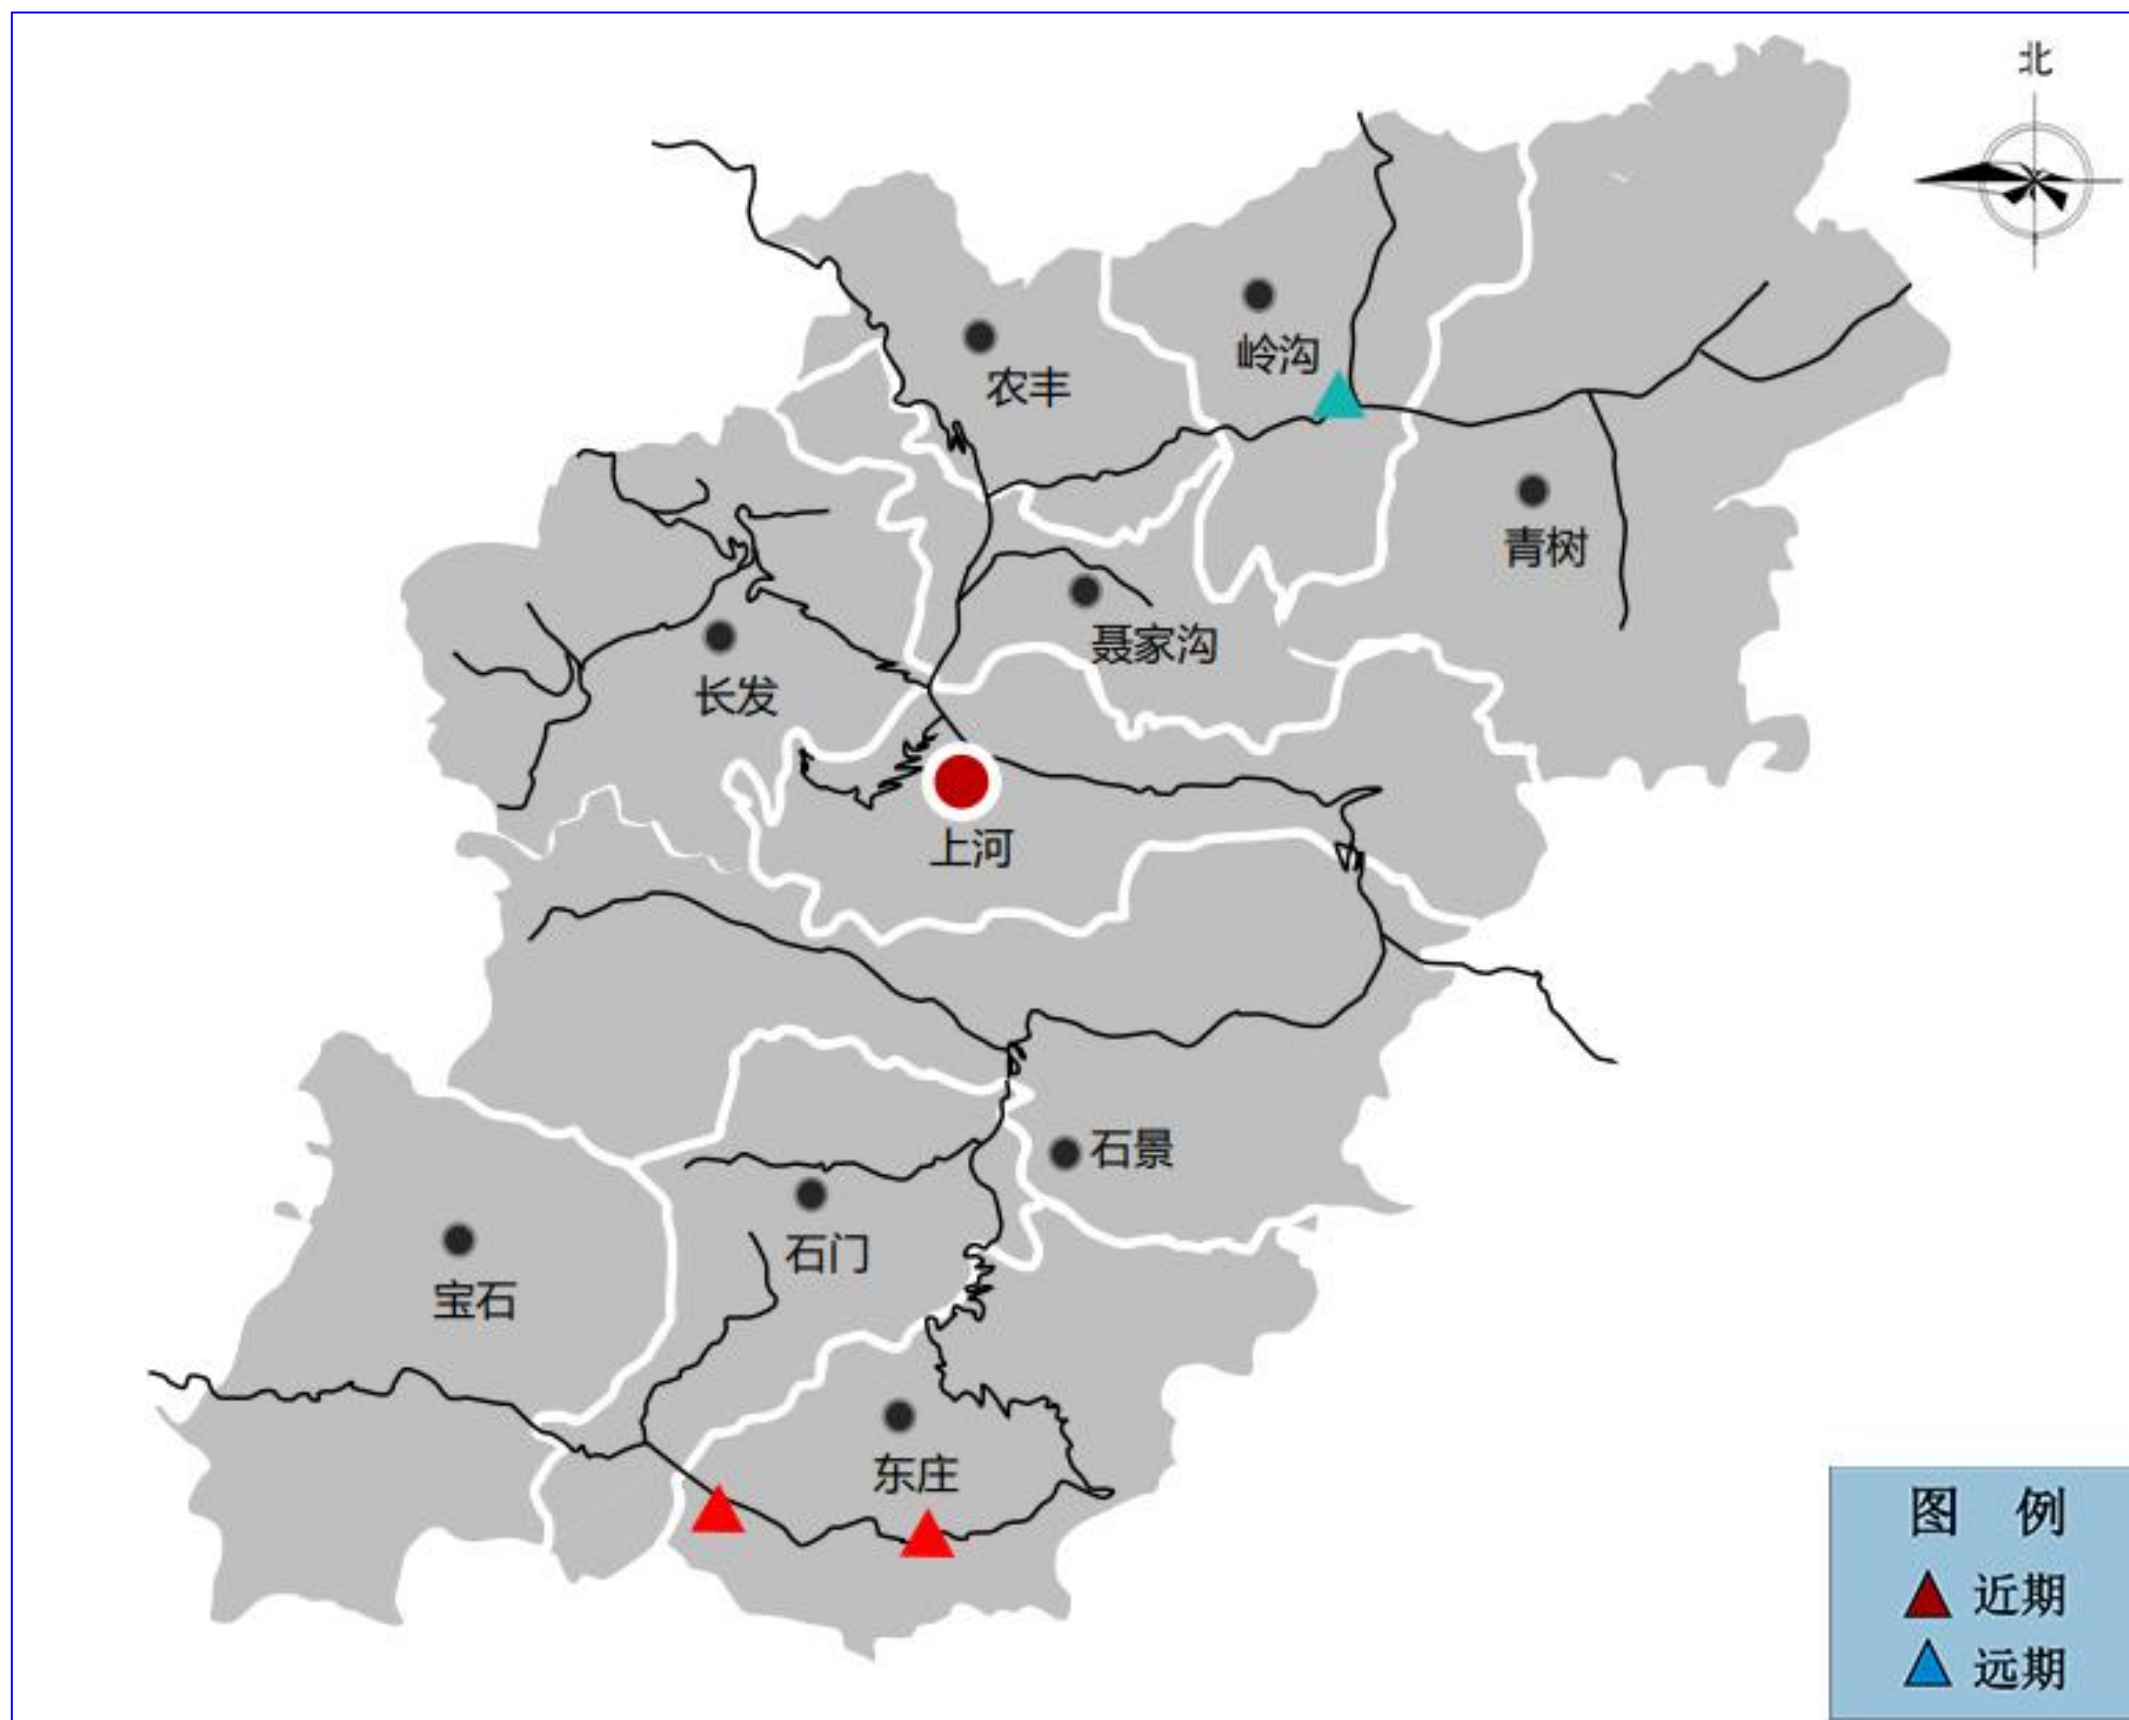 北
岭沟
农丰
青树
聂家沟
长发
上河
石景
石门
宝石
东庄
图 例
近期
远期